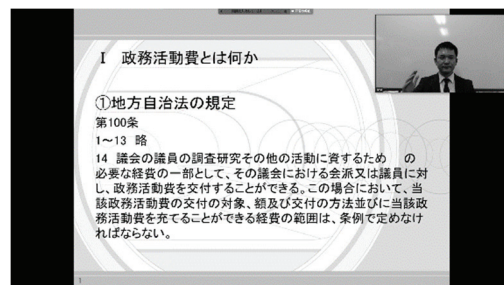 Ⅰ 政務活動費とは何か
①地方自治法の規定
第100条
1～13 略
14 議会の議員の調査研究その他の活動に資するため の
必要な経費の一部として、その議会における会派又は議員に対
し、政務活動費を交付することができる。この場合において、当
該政務活動費の交付の対象、額及び交付の方法並びに当該政
務活動費を充てることができる経費の範囲は、条例で定めなけ
ればならない。
1